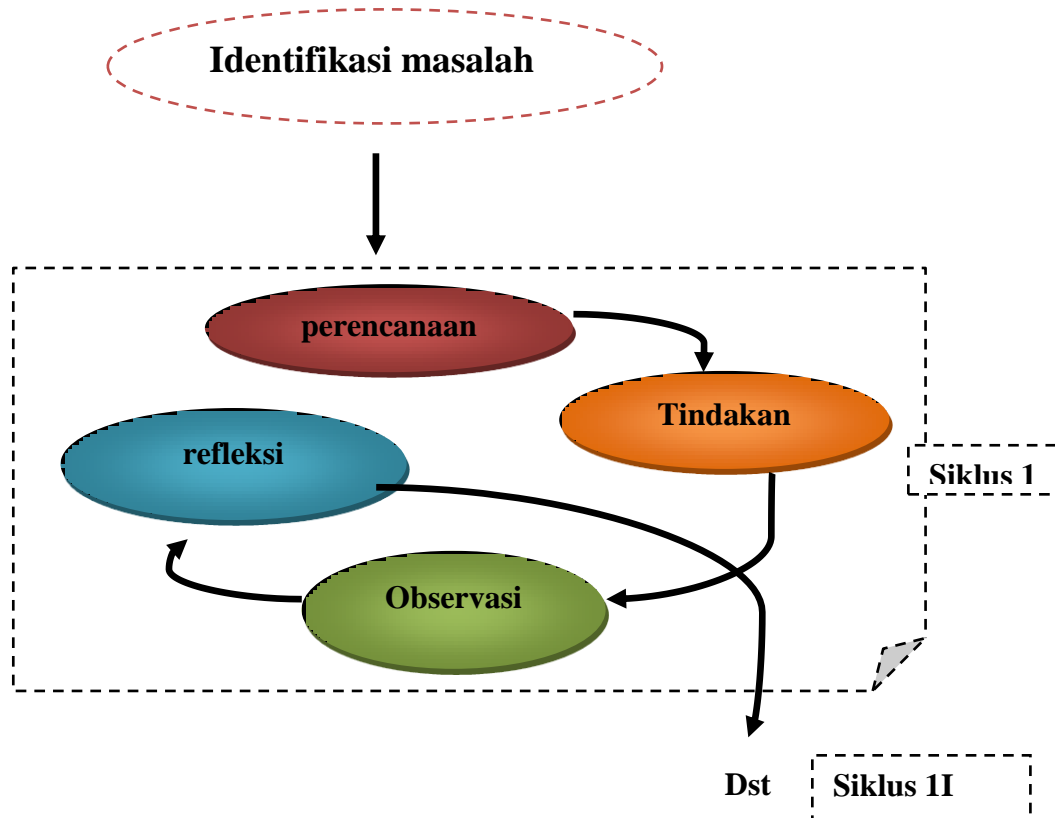 Identifikasi masalah
perencanaan
Tindakan
refleksi
Siklus 1
Observasi
Dst
Siklus 1I